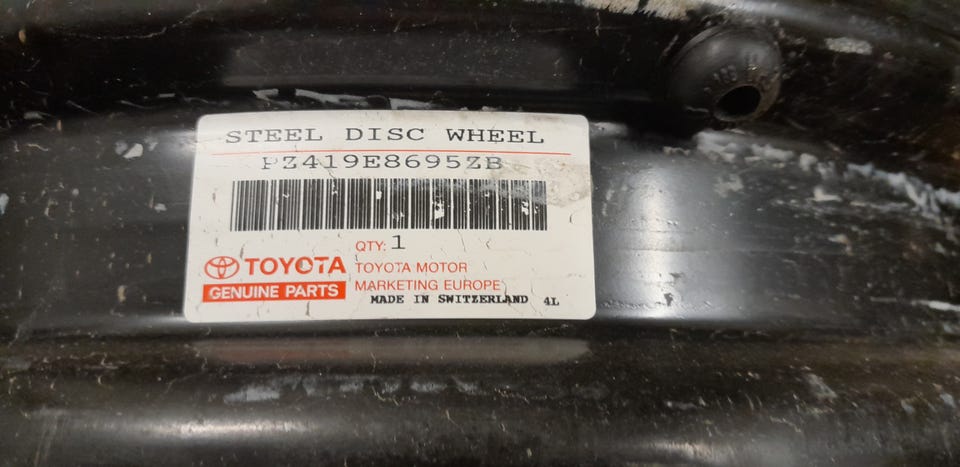 STEEL DISC WHEEL
PZ419E8695ZB
QTY: 1
TOYOTA
GENUINE PARTS
TOYOTA MOTOR
MARKETING EUROPE
MADE IN SWITZERLAND 4L